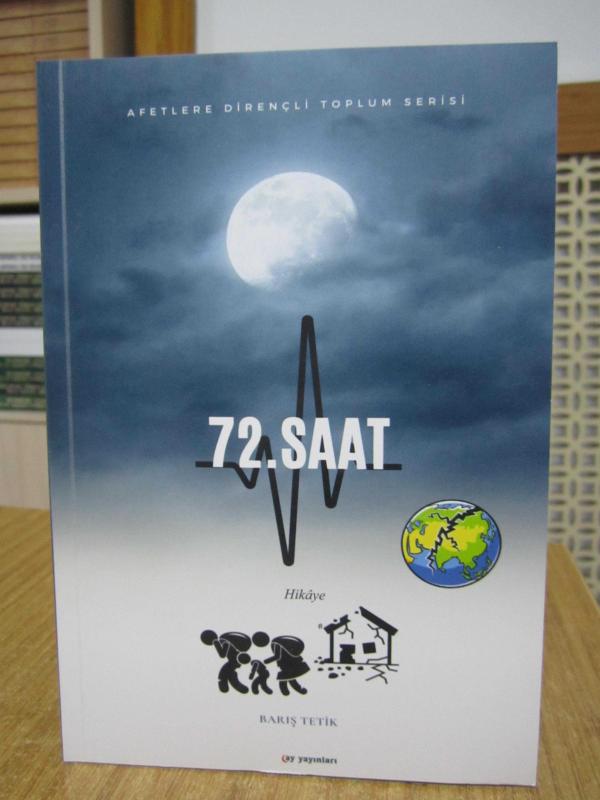 AFETLERE DİRENÇLİ TOPLUM SERİSİ
72.SAAT
Hikâye
BARIŞ TETİK
ay yayınları